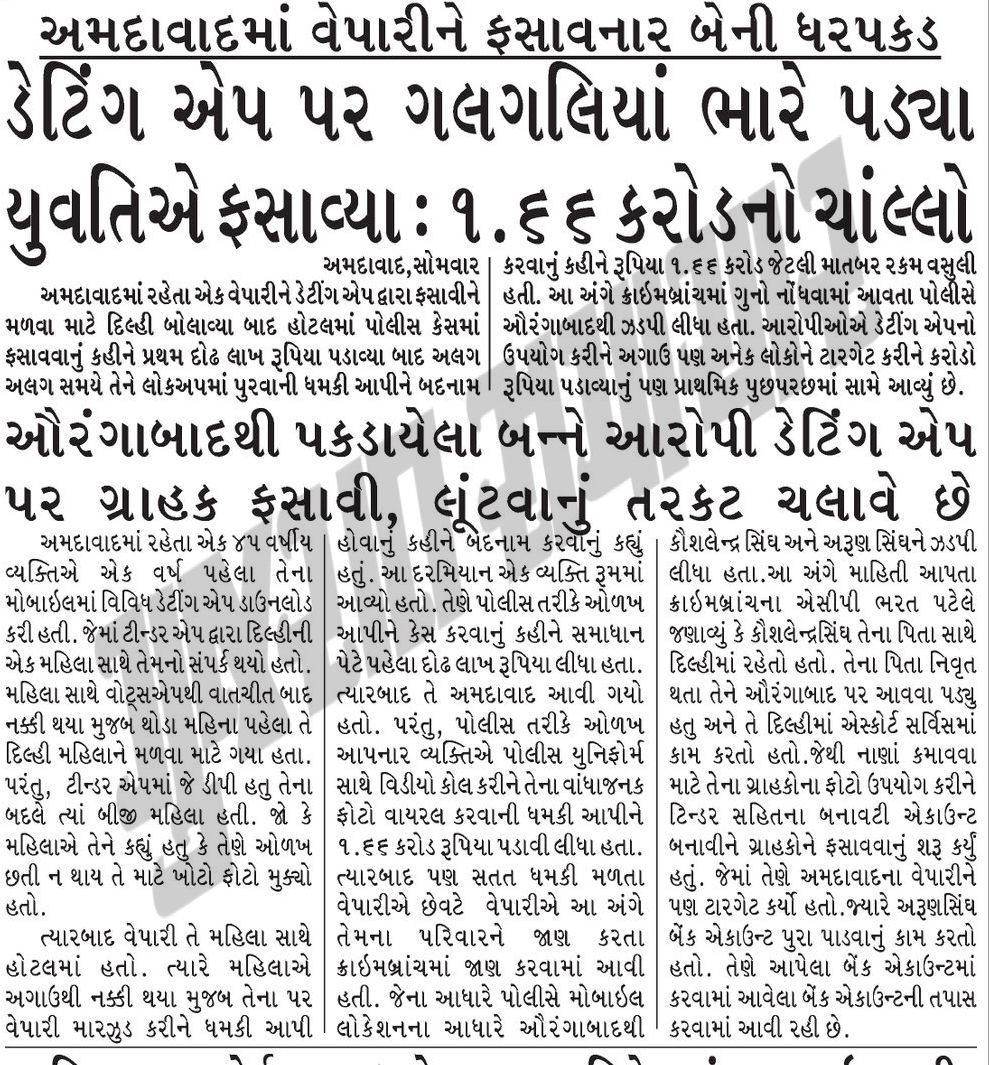 અમદાવાદમાં વેપારીને ફસાવનાર બેની ધરપકડ
ડેટિંગ એપ પર ગલગલિયાં ભારે પડ્યા
યુવતિએ ફસાવ્યા : ૧.૬૬ કરોડનો ચાંલ્લો
અમદાવાદ,સોમવાર
અમદાવાદમાં રહેતા એક વેપારીને ડેટીંગ એપ દ્વારા ફસાવીને
મળવા માટે દિલ્હી બોલાવ્યા બાદ હોટલમાં પોલીસ કેસમાં
ફસાવવાનું કહીને પ્રથમ દોઢ લાખ રૂપિયા પડાવ્યા બાદ અલગ
અલગ સમયે તેને લોકઅપમાં પુરવાની ધમકી આપીને બદનામ
કરવાનું કહીને રૂપિયા ૧.૬૬ કરોડ જેટલી માતબર રકમ વસુલી
હતી. આ અંગે ક્રાઇમબ્રાંચમાં ગુનો નોંધવામાં આવતા પોલીસે
ઔરંગાબાદથી ઝડપી લીધા હતા. આરોપીઓએ ડેટીંગ એપનો
ઉપયોગ કરીને અગાઉ પણ અનેક લોકોને ટારગેટ કરીને કરોડો
રૂપિયા પડાવ્યાનું પણ પ્રાથમિક પુછપરછમાં સામે આવ્યું છે.
ઔરંગાબાદથી પકડાયેલા બન્ને આરોપી ડેટિંગ એપ
પર ગ્રાહક ફસાવી, લૂંટવાનું તરકટ ચલાવે છે
અમદાવાદમાં રહેતા એક ૪૫ વર્ષીય
વ્યક્તિએ એક વર્ષ પહેલા તેના
મોબાઇલમાં વિવિધ ડેટીંગ એપ ડાઉનલોડ
કરી હતી. જેમાં ટીન્ડર એપ દ્વારા દિલ્હીની
એક મહિલા સાથે તેમનો સંપર્ક થયો હતો.
મહિલા સાથે વોટ્સએપથી વાતચીત બાદ
નક્કી થયા મુજબ થોડા મહિના પહેલા તે
દિલ્હી મહિલાને મળવા માટે ગયા હતા.
પરંતુ, ટીન્ડર એપમાં જે ડીપી હતુ તેના
બદલે ત્યાં બીજી મહિલા હતી. જો કે
મહિલાએ તેને કહ્યું હતુ કે તેણે ઓળખ
છતી ન થાય તે માટે ખોટો ફોટો મુક્યો
હતો.
ત્યારબાદ વેપારી તે મહિલા સાથે
હોટલમાં હતો. ત્યારે મહિલાએ
અગાઉથી નક્કી થયા મુજબ તેના પર
વેપારી મારઝુડ કરીને ધમકી આપી
હોવાનું કહીને બદનામ કરવાનું કહ્યું
હતું. આ દરમિયાન એક વ્યક્તિ રૂમમાં
આવ્યો હતો. તેણે પોલીસ તરીકે ઓળખ
આપીને કેસ કરવાનું કહીને સમાધાન
પેટે પહેલા દોઢ લાખ રૂપિયા લીધા હતા.
ત્યારબાદ તે અમદાવાદ આવી ગયો
હતો. પરંતુ, પોલીસ તરીકે ઓળખ
આપનાર વ્યક્તિએ પોલીસ યુનિફોર્મ
સાથે વિડીયો કોલ કરીને તેના વાંધાજનક
ફોટો વાયરલ કરવાની ધમકી આપીને
૧.૬૬ કરોડ રૂપિયા પડાવી લીધા હતા.
ત્યારબાદ પણ સતત ધમકી મળતા
વેપારીએ છેવટે વેપારીએ આ અંગે
તેમના પરિવારને જાણ કરતા
ક્રાઇમબ્રાંચમાં જાણ કરવામાં આવી
હતી. જેના આધારે પોલીસે મોબાઇલ
લોકેશનના આધારે ઔરંગાબાદથી
કૌશલેન્દ્ર સિંઘ અને અરૂણ સિંઘને ઝડપી
લીધા હતા.આ અંગે માહિતી આપતા
ક્રાઇમબ્રાંચના એસીપી ભરત પટેલે
જણાવ્યું કે કૌશલેન્દ્રસિંઘ તેના પિતા સાથે
દિલ્હીમાં રહેતો હતો. તેના પિતા નિવૃત
થતા તેને ઔરંગાબાદ પર આવવા પડ્યુ
હતુ અને તે દિલ્હીમાં એસ્કોર્ટ સર્વિસમાં
કામ કરતો હતો.જેથી નાણાં કમાવવા
માટે તેના ગ્રાહકોના ફોટો ઉપયોગ કરીને
ટિન્ડર સહિતના બનાવટી એકાઉન્ટ
બનાવીને ગ્રાહકોને ફસાવવાનું શરૂ કર્યું
હતું. જેમાં તેણે અમદાવાદના વેપારીને
પણ ટારગેટ કર્યો હતો.જ્યારે અરૂણસિંઘ
બેંક એકાઉન્ટ પુરા પાડવાનું કામ કરતો
હતો. તેણે આપેલા બેંક એકાઉન્ટમાં
કરવામાં આવેલા બેંક એકાઉન્ટની તપાસ
કરવામાં આવી રહી છે.